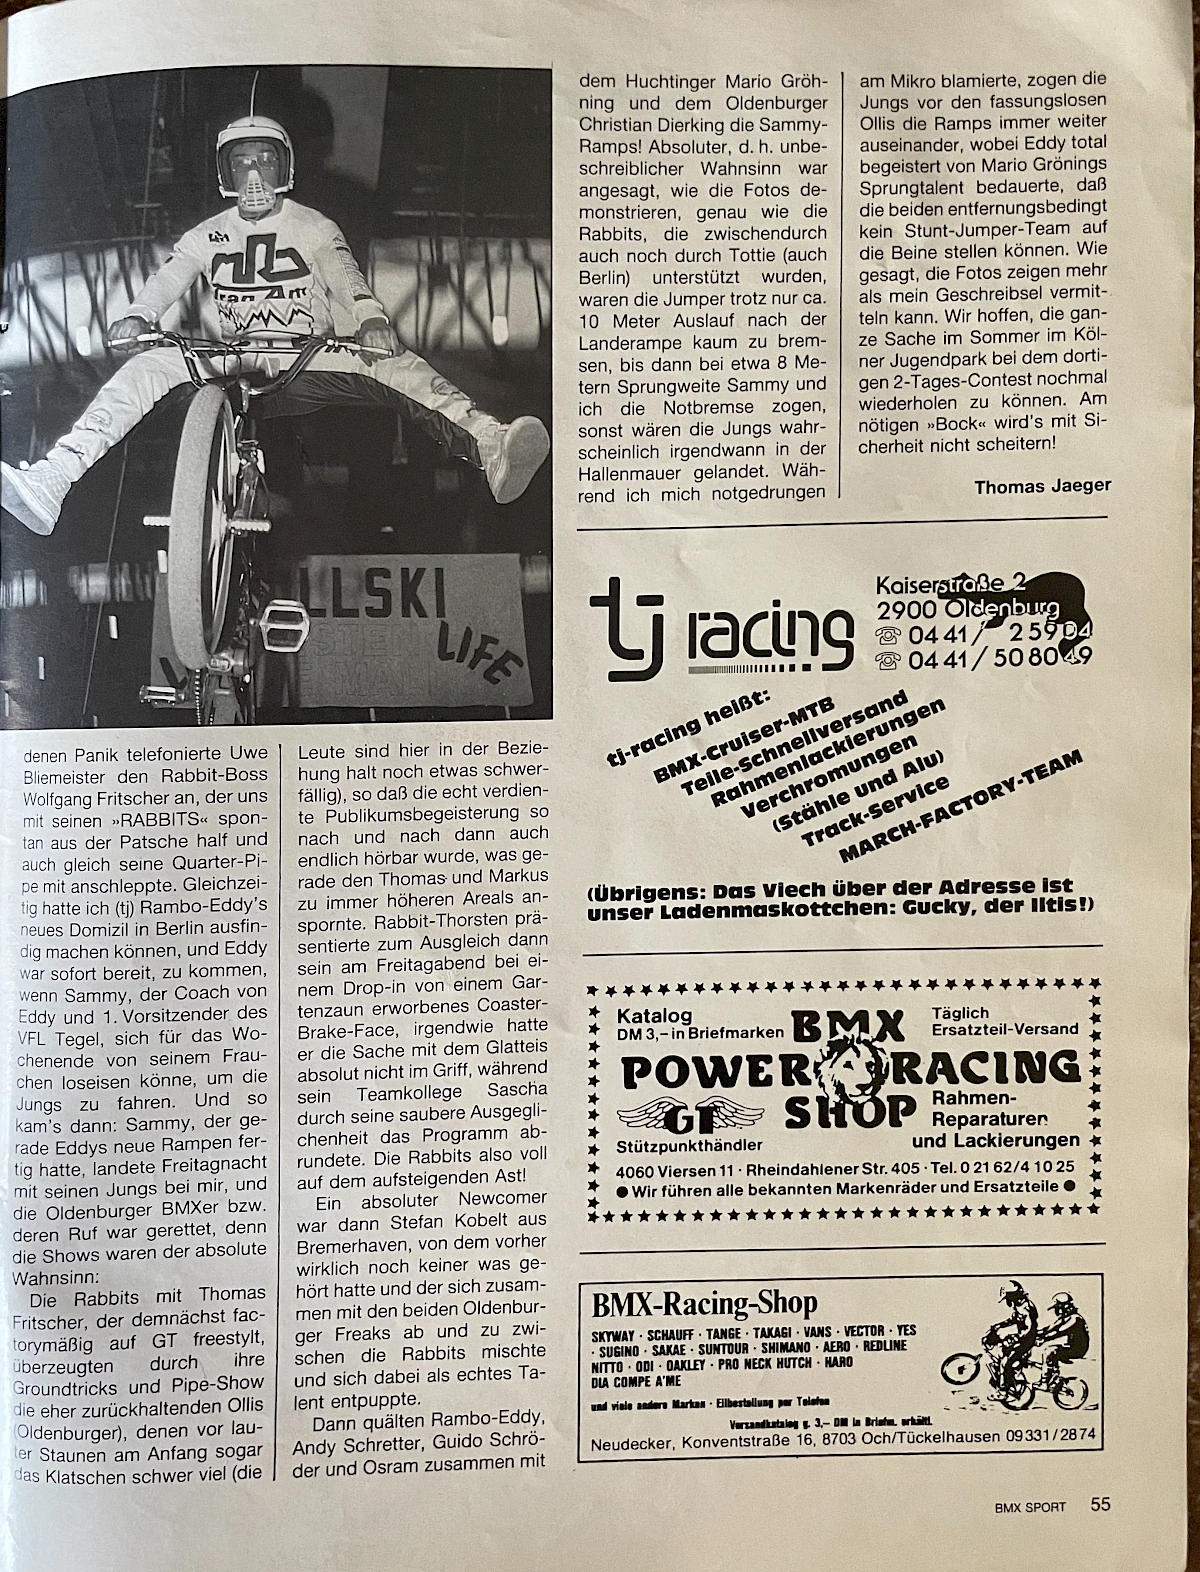 LLSKI
LIFE
denen Panik telefonierte Uwe
Bliemeister den Rabbit-Boss
Wolfgang Fritscher an, der uns
mit seinen »RABBITS« spon-
tan aus der Patsche half und
auch gleich seine Quarter-Pi-
pe mit anschleppte. Gleichzei-
tig hatte ich (tj) Rambo-Eddy's
neues Domizil in Berlin ausfin-
dig machen können, und Eddy
war sofort bereit, zu kommen,
wenn Sammy, der Coach von
Eddy und 1. Vorsitzender des
VFL Tegel, sich für das Wo-
chenende von seinem Frau-
chen loseisen könne, um die
Jungs zu fahren. Und so
kam's dann: Sammy, der ge-
rade Eddys neue Rampen fer-
tig hatte, landete Freitagnacht
mit seinen Jungs bei mir, und
die Oldenburger BMXer bzw.
deren Ruf war gerettet, denn
die Shows waren der absolute
Wahnsinn:
Die Rabbits mit Thomas
Fritscher, der demnächst fac-
torymäßig auf GT freestylt,
überzeugten durch ihre
Groundtricks und Pipe-Show
die eher zurückhaltenden Ollis
(Oldenburger), denen vor lau-
ter Staunen am Anfang sogar
das Klatschen schwer viel (die
Leute sind hier in der Bezie-
hung halt noch etwas schwer-
fällig), so daß die echt verdien-
te Publikumsbegeisterung so
nach und nach dann auch
endlich hörbar wurde, was ge-
rade den Thomas und Markus
zu immer höheren Areals an-
spornte. Rabbit-Thorsten prä-
sentierte zum Ausgleich dann
sein am Freitagabend bei ei-
nem Drop-in von einem Gar-
tenzaun erworbenes Coaster-
Brake-Face, irgendwie hatte
er die Sache mit dem Glatteis
absolut nicht im Griff, während
sein Teamkollege Sascha
durch seine saubere Ausgegli-
chenheit das Programm ab-
rundete. Die Rabbits also voll
auf dem aufsteigenden Ast!
Ein absoluter Newcomer
war dann Stefan Kobelt aus
Bremerhaven, von dem vorher
wirklich noch keiner was ge-
hört hatte und der sich zusam-
men mit den beiden Oldenbur-
ger Freaks ab und zu zwi-
schen die Rabbits mischte
und sich dabei als echtes Ta-
lent entpuppte.
Dann quälten Rambo-Eddy,
Andy Schretter, Guido Schrö-
der und Osram zusammen mit
dem Huchtinger Mario Gröh-
ning und dem Oldenburger
Christian Dierking die Sammy-
Ramps! Absoluter, d. h. unbe-
schreiblicher Wahnsinn war
angesagt, wie die Fotos de-
monstrieren, genau wie die
Rabbits, die zwischendurch
auch noch durch Tottie (auch
Berlin) unterstützt wurden,
waren die Jumper trotz nur ca.
10 Meter Auslauf nach der
Landerampe kaum zu brem-
sen, bis dann bei etwa 8 Me-
tern Sprungweite Sammy und
ich die Notbremse zogen,
sonst wären die Jungs wahr-
scheinlich irgendwann in der
Hallenmauer gelandet. Wäh-
rend ich mich notgedrungen
am Mikro blamierte, zogen die
Jungs vor den fassungslosen
Ollis die Ramps immer weiter
auseinander, wobei Eddy total
begeistert von Mario Grönings
Sprungtalent bedauerte, daß
die beiden entfernungsbedingt
kein Stunt-Jumper-Team auf
die Beine stellen können. Wie
gesagt, die Fotos zeigen mehr
als mein Geschreibsel vermit-
teln kann. Wir hoffen, die gan-
ze Sache im Sommer im Köl-
ner Jugendpark bei dem dorti-
gen 2-Tages-Contest nochmal
wiederholen zu können. Am
nötigen »Bock« wird's mit Si-
cherheit nicht scheitern!
Thomas Jaeger
tj racing
Kaiserstraße 2
2900 Oldenburg
04 41 / 2 59 04
04 41 / 50 80 49
tj-racing heißt:
BMX-Cruiser-MTB
Teile-Schnellversand
Rahmenlackierungen
Verchromungen
(Stähle und Alu)
Track-Service
MARCH-FACTORY-TEAM
(Übrigens: Das Viech über der Adresse ist
unser Ladenmaskottchen: Gucky, der Iltis!)
Katalog
DM 3,– in Briefmarken
BMX
Täglich
Ersatzteil-Versand
POWER RACING
SHOP
GT
Stützpunkthändler
Rahmen-
Reparaturen
und Lackierungen
4060 Viersen 11 · Rheindahlener Str. 405 · Tel. 0 21 62/4 10 25
● Wir führen alle bekannten Markenräder und Ersatzteile ●
BMX-Racing-Shop
SKYWAY · SCHAUFF · TANGE · TAKAGI · VANS · VECTOR · YES
· SUGINO · SAKAE · SUNTOUR · SHIMANO · AERO · REDLINE
NITTO · ODI · OAKLEY · PRO NECK HUTCH · HARO
DIA COMPE A'ME
und viele andere Marken · Eilbestellung per Telefon
Versandkatalog g. 3,– DM in Briefm. erhältl.
Neudecker, Konventstraße 16, 8703 Och/Tückelhausen 09331/2874
BMX SPORT 55